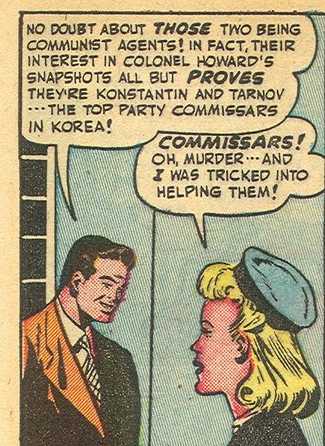 NO DOUBT ABOUT THOSE TWO BEING
COMMUNIST AGENTS! IN FACT, THEIR
INTEREST IN COLONEL HOWARD'S
SNAPSHOTS ALL BUT PROVES
THEY'RE KONSTANTIN AND TARNOV
---THE TOP PARTY COMMISSARS
IN KOREA!
COMMISSARS!
OH, MURDER---AND
I WAS TRICKED INTO
HELPING THEM!